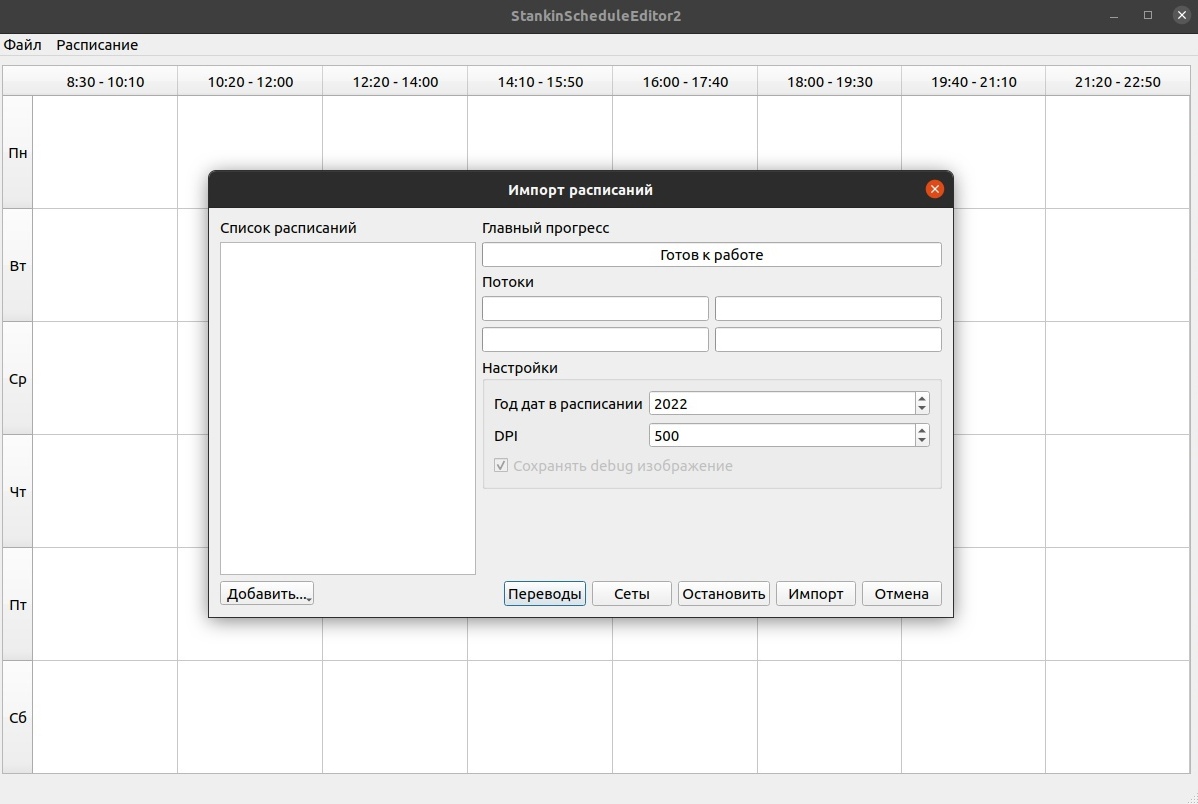 StankinScheduleEditor2
Файл Расписание
8:30 - 10:10 10:20 - 12:00 12:20 - 14:00 14:10 - 15:50 16:00 - 17:40 18:00 - 19:30 19:40 - 21:10 21:20 - 22:50
Пн
Импорт расписаний
Список расписаний Главный прогресс
Готов к работе
Вт
Потоки
Настройки
Ср
Год дат в расписании 2022
DPI 500
Сохранять debug изображение
Чт
Добавить... Переводы Сеты Остановить Импорт Отмена
Пт
Сб